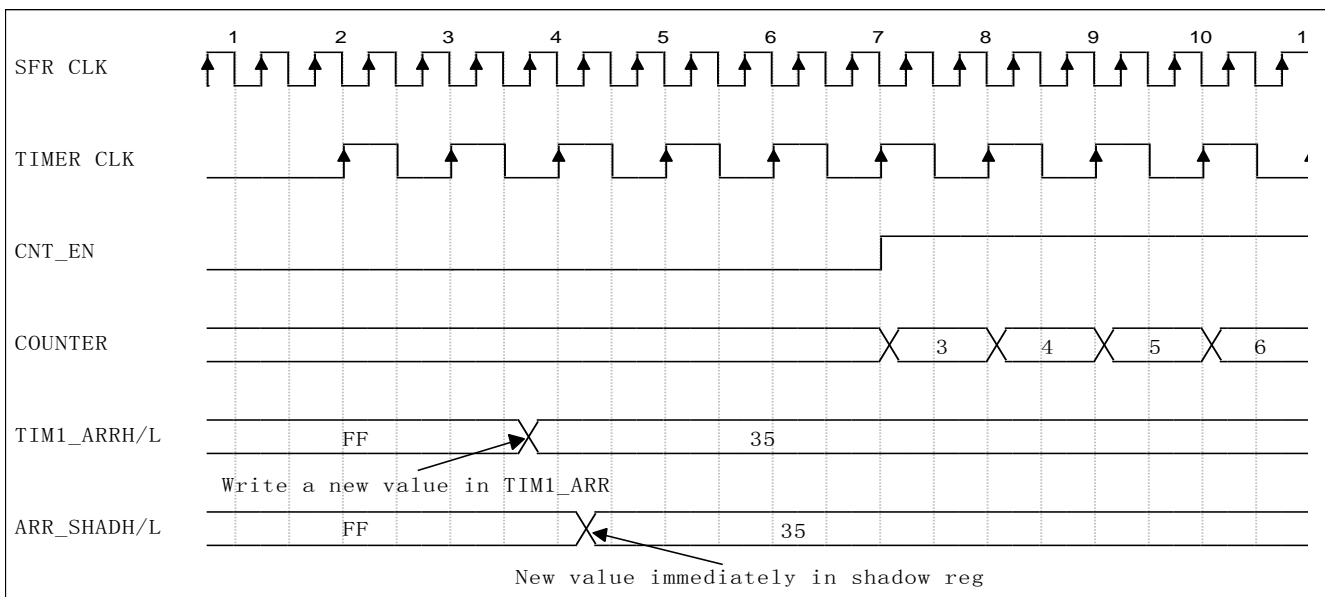 1 2 3 4 5 6 7 8 9 10 1
SFR CLK
TIMER CLK
CNT_EN
COUNTER 3 4 5 6
TIM1_ARRH/L FF 35
Write a new value in TIM1_ARR
ARR_SHADH/L FF 35
New value immediately in shadow reg